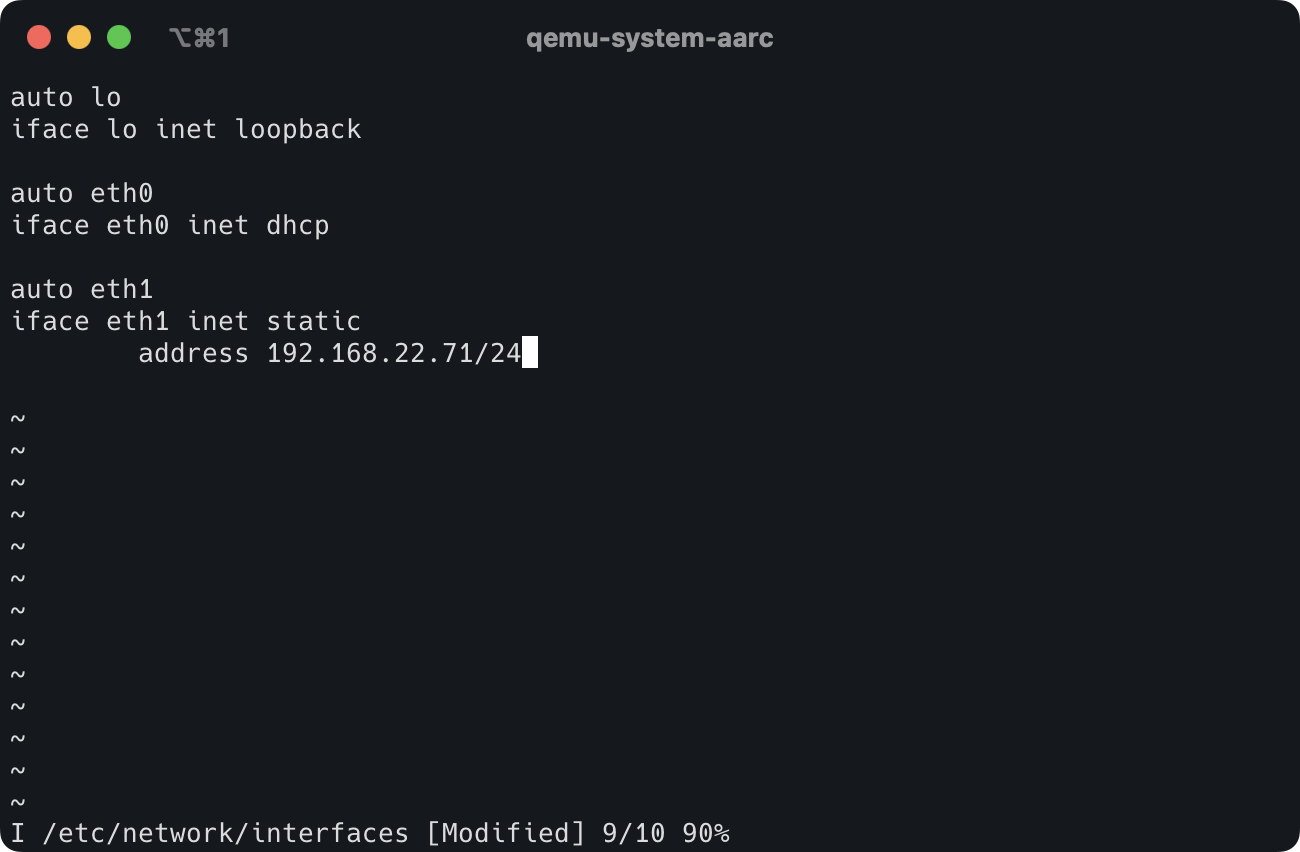 ⌥⌘1 qemu-system-aarc
auto lo
iface lo inet loopback
auto eth0
iface eth0 inet dhcp
auto eth1
iface eth1 inet static
        address 192.168.22.71/24
~
~
~
~
~
~
~
~
~
~
~
~
~
I /etc/network/interfaces [Modified] 9/10 90%